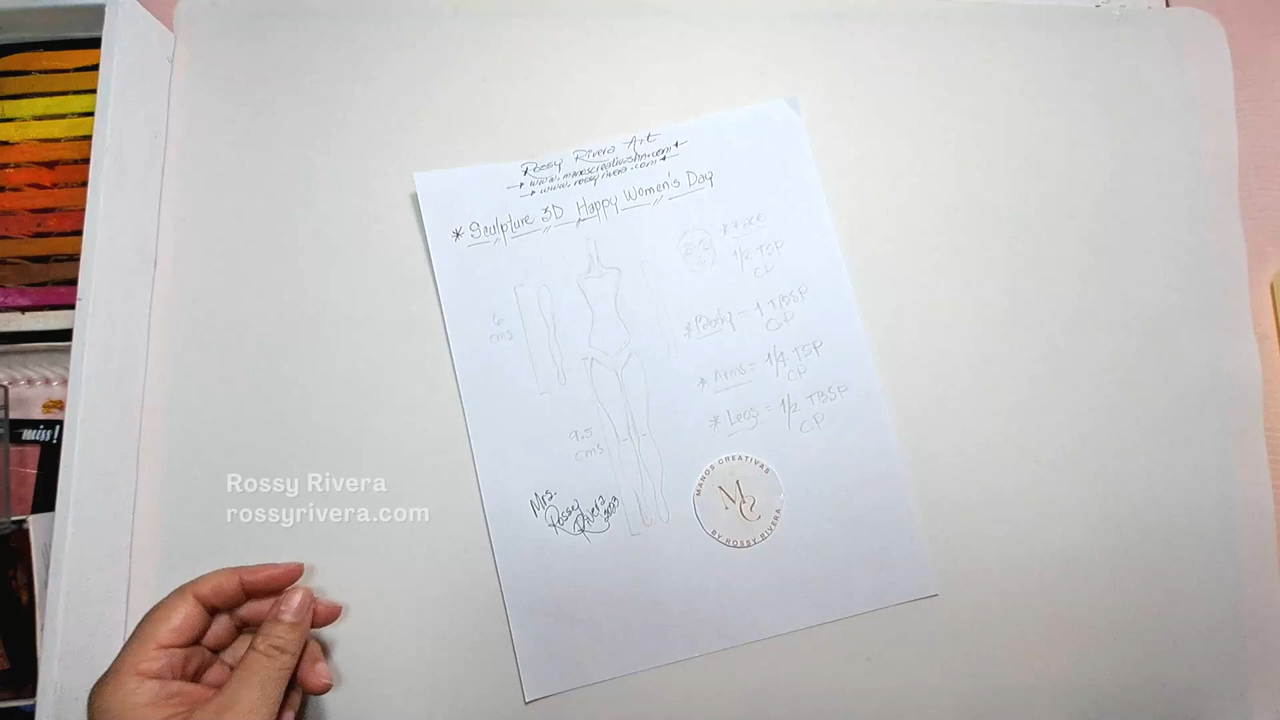 Rossy Rivera Art
→ www.manoscreativashn.com ←
→ www.rossyrivera.com ←
* Sculpture 3D Happy Women's Day
1/2 TSP
CP
6
cms
* Body = 1 TBSP
CP
* Arms = 1/4 TSP
CP
* Legs = 1/2 TBSP
CP
9.5
cms
Mrs.
Rossy
Rivera
2023
MANOS CREATIVAS
MC
BY ROSSY RIVERA
Rossy Rivera
rossyrivera.com
miss!